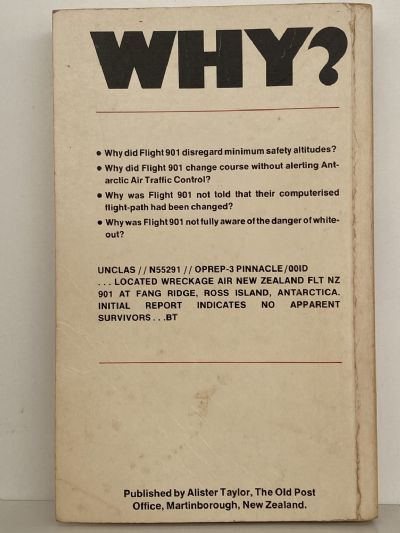 WHY?
• Why did Flight 901 disregard minimum safety altitudes?
• Why did Flight 901 change course without alerting Ant-
arctic Air Traffic Control?
• Why was Flight 901 not told that their computerised
flight-path had been changed?
• Why was Flight 901 not fully aware of the danger of white-
out?
UNCLAS // N55291 // OPREP-3 PINNACLE /00ID
... LOCATED WRECKAGE AIR NEW ZEALAND FLT NZ
901 AT FANG RIDGE, ROSS ISLAND, ANTARCTICA.
INITIAL REPORT INDICATES NO APPARENT
SURVIVORS ... BT
Published by Alister Taylor, The Old Post
Office, Martinborough, New Zealand.